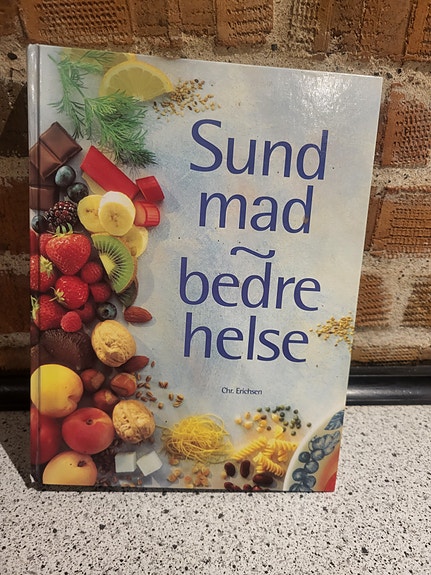 Sund
mad
~
bedre
helse
Chr. Erichsen